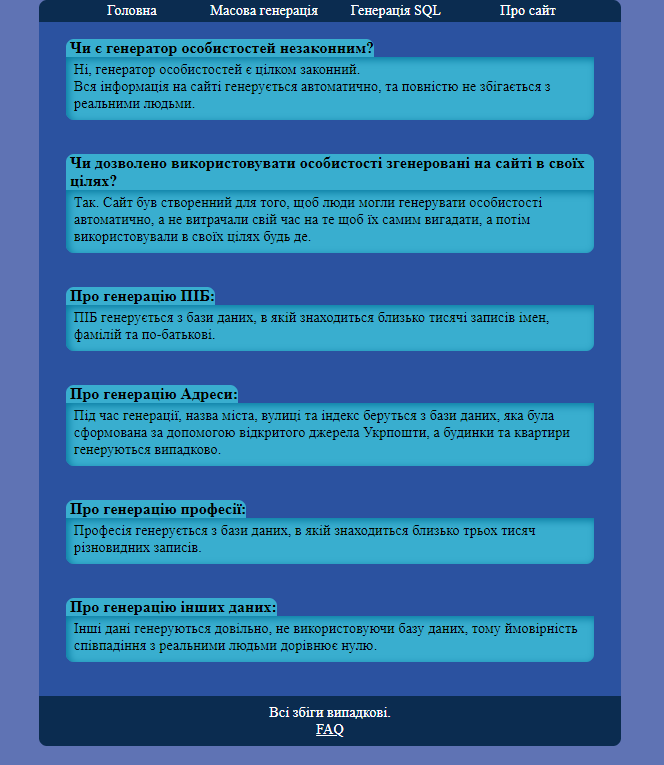 Головна Масова генерація Генерація SQL Про сайт
Чи є генератор особистостей незаконним?
Ні, генератор особистостей є цілком законний.
Вся інформація на сайті генерується автоматично, та повністю не збігається з
реальними людьми.
Чи дозволено використовувати особистості згенеровані на сайті в своїх
цілях?
Так. Сайт був створенний для того, щоб люди могли генерувати особистості
автоматично, а не витрачали свій час на те щоб їх самим вигадати, а потім
використовували в своїх цілях будь де.
Про генерацію ПІБ:
ПІБ генерується з бази даних, в якій знаходиться близько тисячі записів імен,
фамілій та по-батькові.
Про генерацію Адреси:
Під час генерації, назва міста, вулиці та індекс беруться з бази даних, яка була
сформована за допомогою відкритого джерела Укрпошти, а будинки та квартири
генеруються випадково.
Про генерацію професії:
Професія генерується з бази даних, в якій знаходиться близько трьох тисяч
різновидних записів.
Про генерацію інших даних:
Інші дані генеруються довільно, не використовуючи базу даних, тому ймовірність
співпадіння з реальними людьми дорівнює нулю.
Всі збіги випадкові.
FAQ